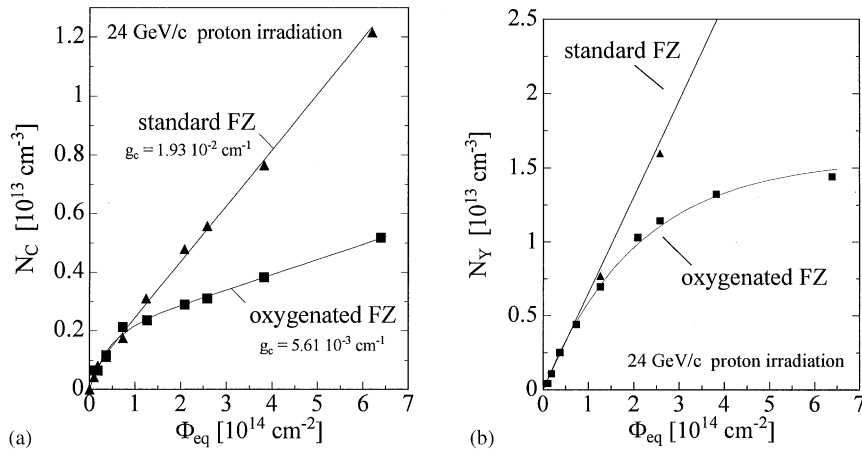 1.2
1
0.8
0.6
0.4
0.2
0
N_C [10^13 cm^-3]
24 GeV/c proton irradiation
standard FZ
g_c = 1.93 10^-2 cm^-1
oxygenated FZ
g_c = 5.61 10^-3 cm^-1
0 1 2 3 4 5 6 7
Φ_eq [10^14 cm^-2]
(a)
2.5
2
1.5
1
0.5
0
N_Y [10^13 cm^-3]
standard FZ
oxygenated FZ
24 GeV/c proton irradiation
0 1 2 3 4 5 6 7
Φ_eq [10^14 cm^-2]
(b)